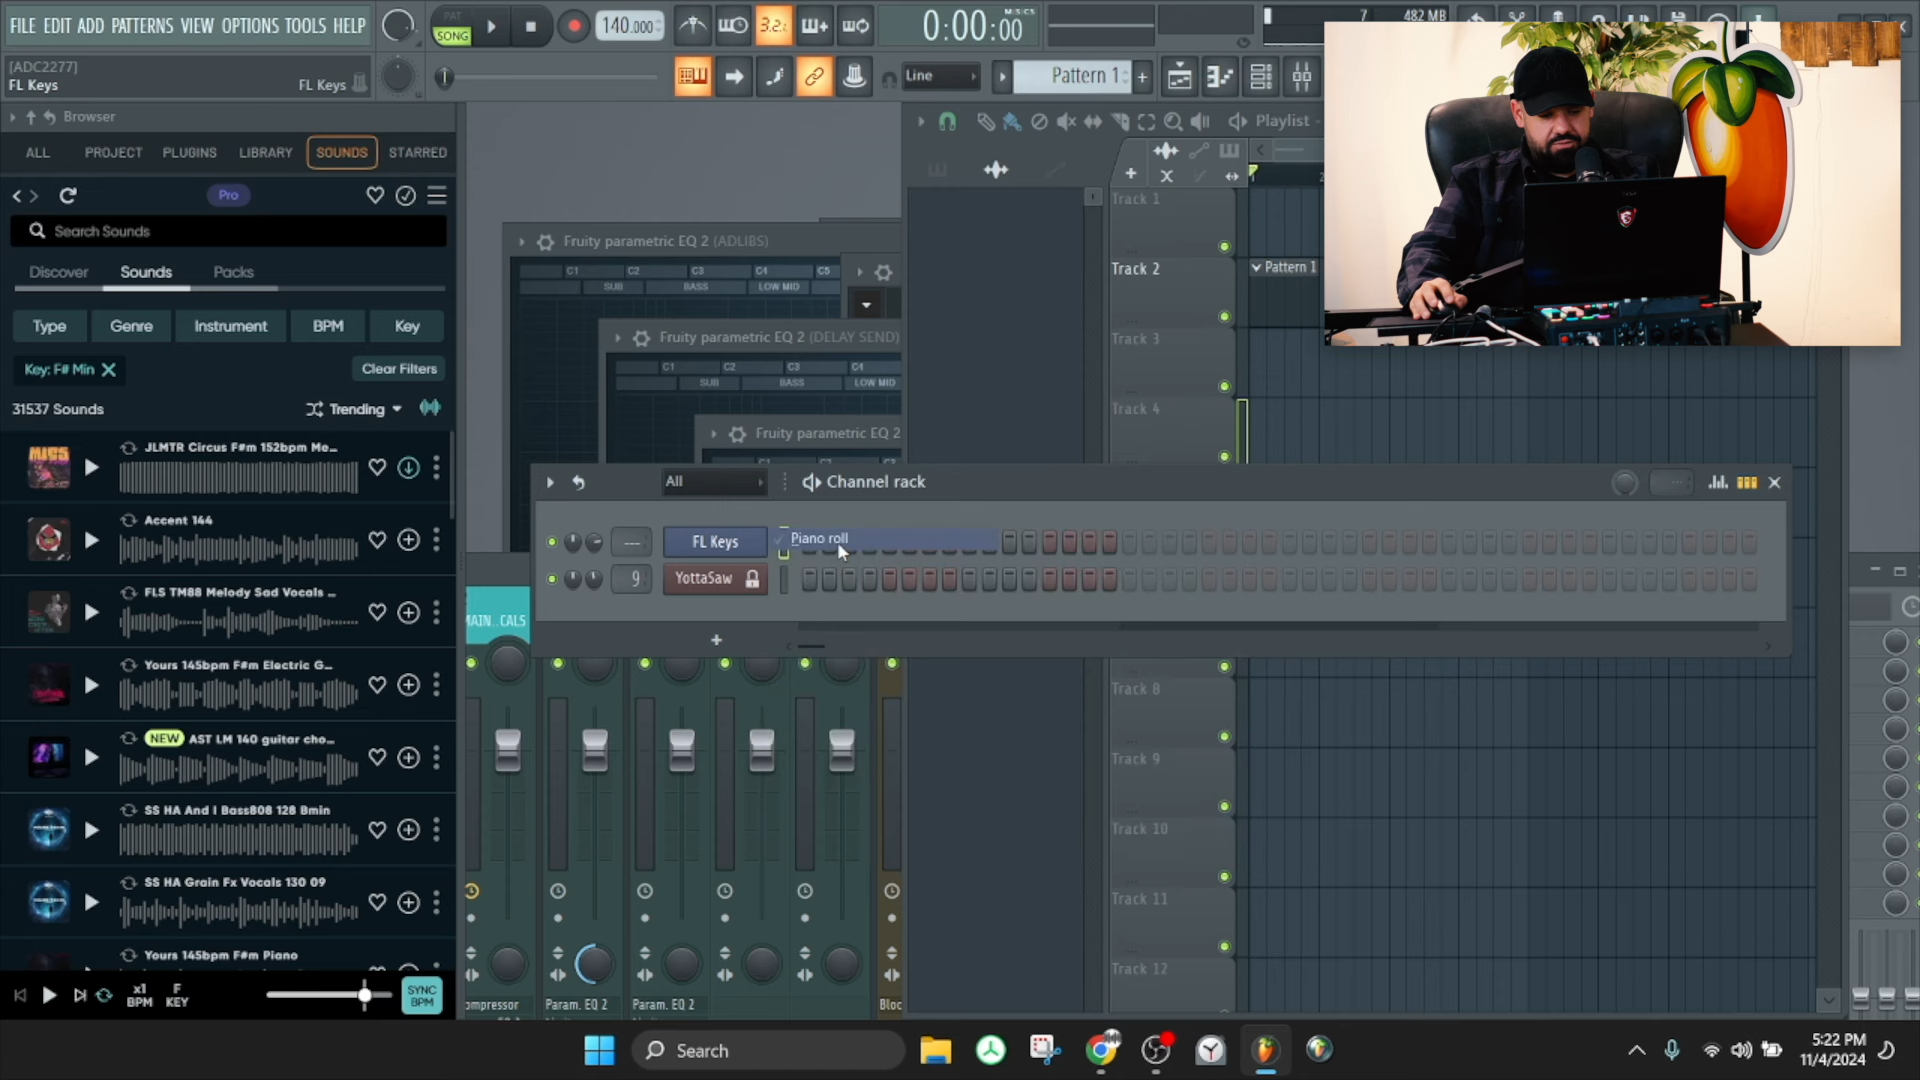 FILE EDIT ADD PATTERNS VIEW OPTIONS TOOLS HELP
PAT
SONG
140.000
3.2.
0:00:00
M:S:CS
7
482 MB
[ADC2277]
FL Keys
FL Keys
Line
Pattern 1
Browser
ALL
PROJECT
PLUGINS
LIBRARY
SOUNDS
STARRED
Pro
Search Sounds
Discover
Sounds
Packs
Type
Genre
Instrument
BPM
Key
Key: F# Min
Clear Filters
31537 Sounds
Trending
JLMTR Circus F#m 152bpm Me...
Accent 144
FLS TM88 Melody Sad Vocals ...
Yours 145bpm F#m Electric G...
NEW
AST LM 140 guitar cho...
SS HA And I Bass808 128 Bmin
SS HA Grain Fx Vocals 130 09
Yours 145bpm F#m Piano
x1
BPM
F
KEY
SYNC
BPM
Fruity parametric EQ 2 (ADLIBS)
C1
C2
C3
C4
C5
SUB
BASS
LOW MID
Fruity parametric EQ 2 (DELAY SEND)
C1
C2
C3
C4
SUB
BASS
LOW MID
Fruity parametric EQ 2
Playlist -
Track 1
Track 2
Pattern 1
Track 3
Track 4
All
Channel rack
---
FL Keys
Piano roll
9
YottaSaw
MAIN..CALS
Track 8
Track 9
Track 10
Track 11
Track 12
ompressor
Param. EQ 2
Param. EQ 2
Bloc
Search
5:22 PM
11/4/2024